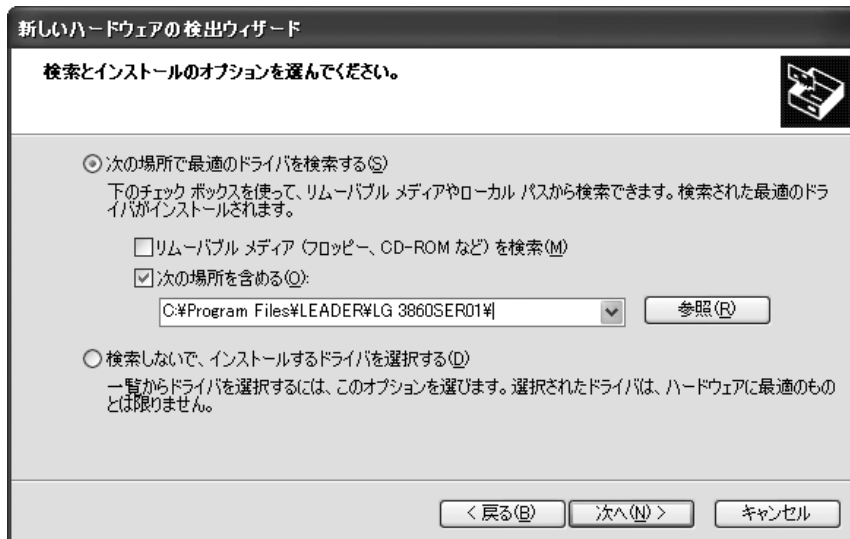 新しいハードウェアの検出ウィザード
検索とインストールのオプションを選んでください。
次の場所で最適のドライバを検索する(S)
下のチェック ボックスを使って、リムーバブル メディアやローカル パスから検索できます。検索された最適のドラ
イバがインストールされます。
リムーバブル メディア (フロッピー、CD-ROM など) を検索(M)
次の場所を含める(O):
C:¥Program Files¥LEADER¥LG 3860SER01¥
参照(R)
検索しないで、インストールするドライバを選択する(D)
一覧からドライバを選択するには、このオプションを選びます。選択されたドライバは、ハードウェアに最適のもの
とは限りません。
< 戻る(B) 次へ(N) > キャンセル